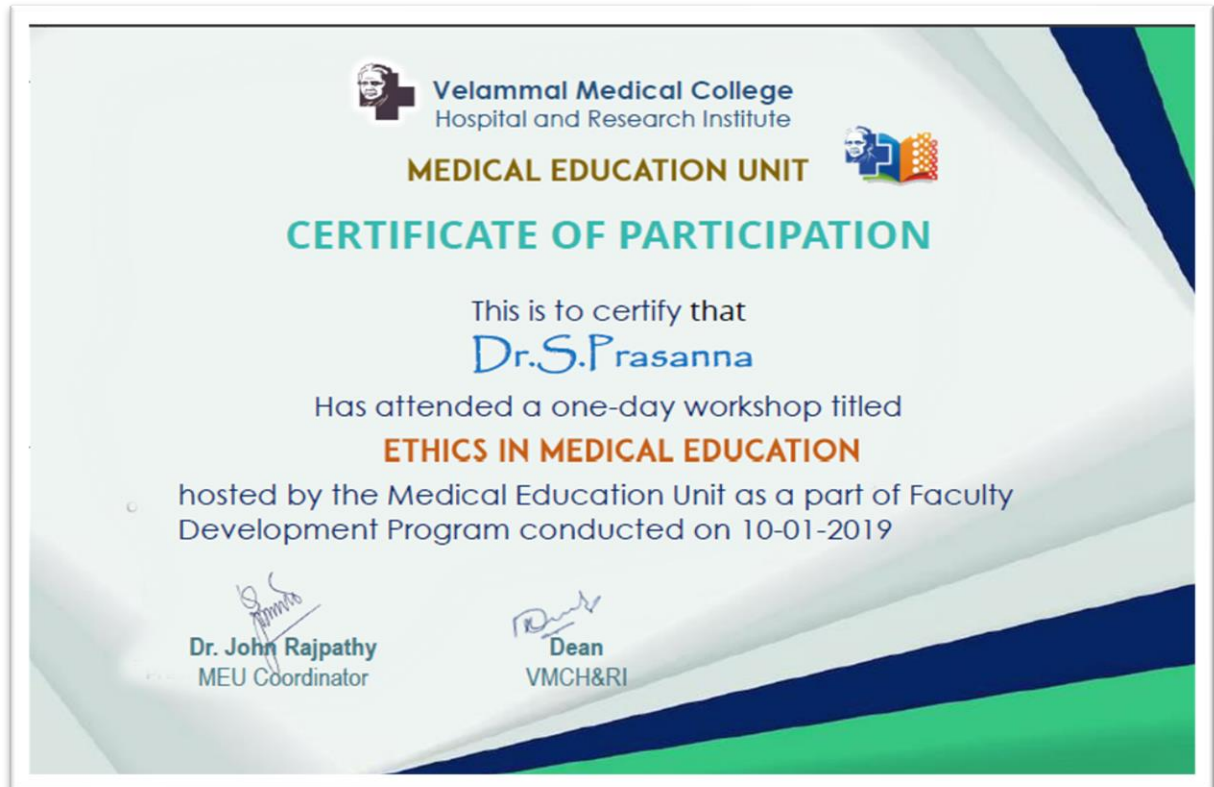 Velammal Medical College
Hospital and Research Institute
MEDICAL EDUCATION UNIT
CERTIFICATE OF PARTICIPATION
This is to certify that
Dr.S.Prasanna
Has attended a one-day workshop titled
ETHICS IN MEDICAL EDUCATION
hosted by the Medical Education Unit as a part of Faculty
Development Program conducted on 10-01-2019
Dr. John Rajpathy
MEU Coordinator
Dean
VMCH&RI